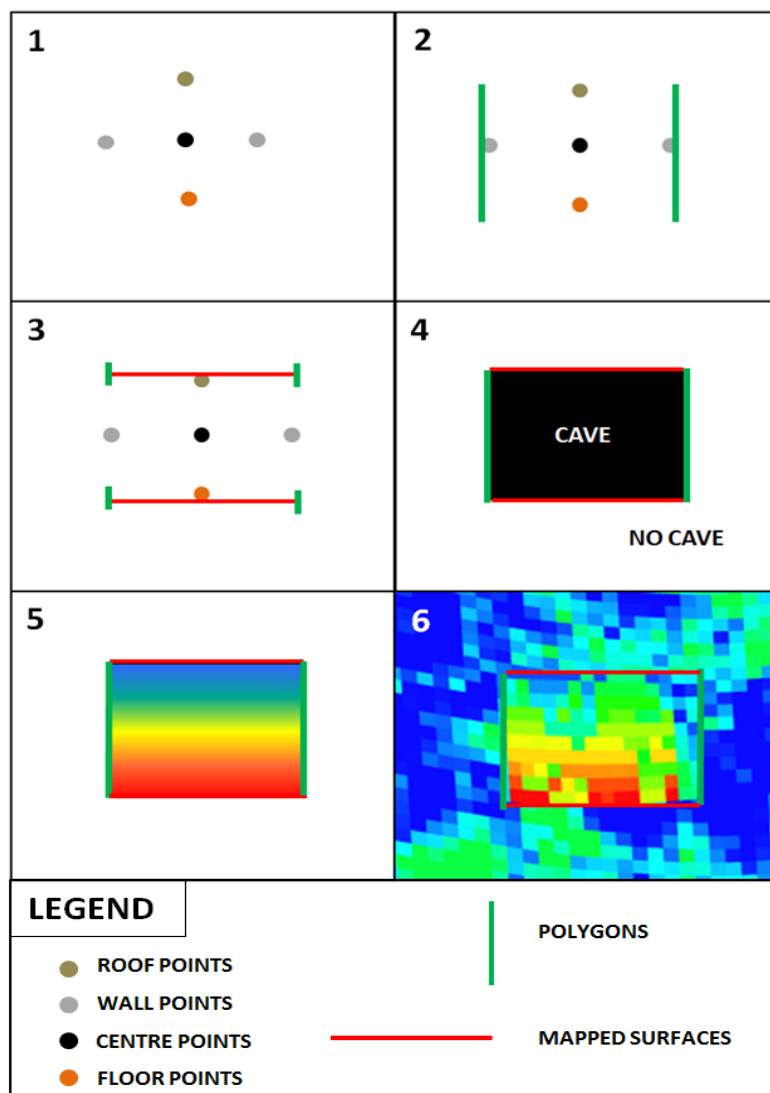 1
2
3
4
CAVE
NO CAVE
5
6
LEGEND
ROOF POINTS
WALL POINTS
CENTRE POINTS
FLOOR POINTS
POLYGONS
MAPPED SURFACES